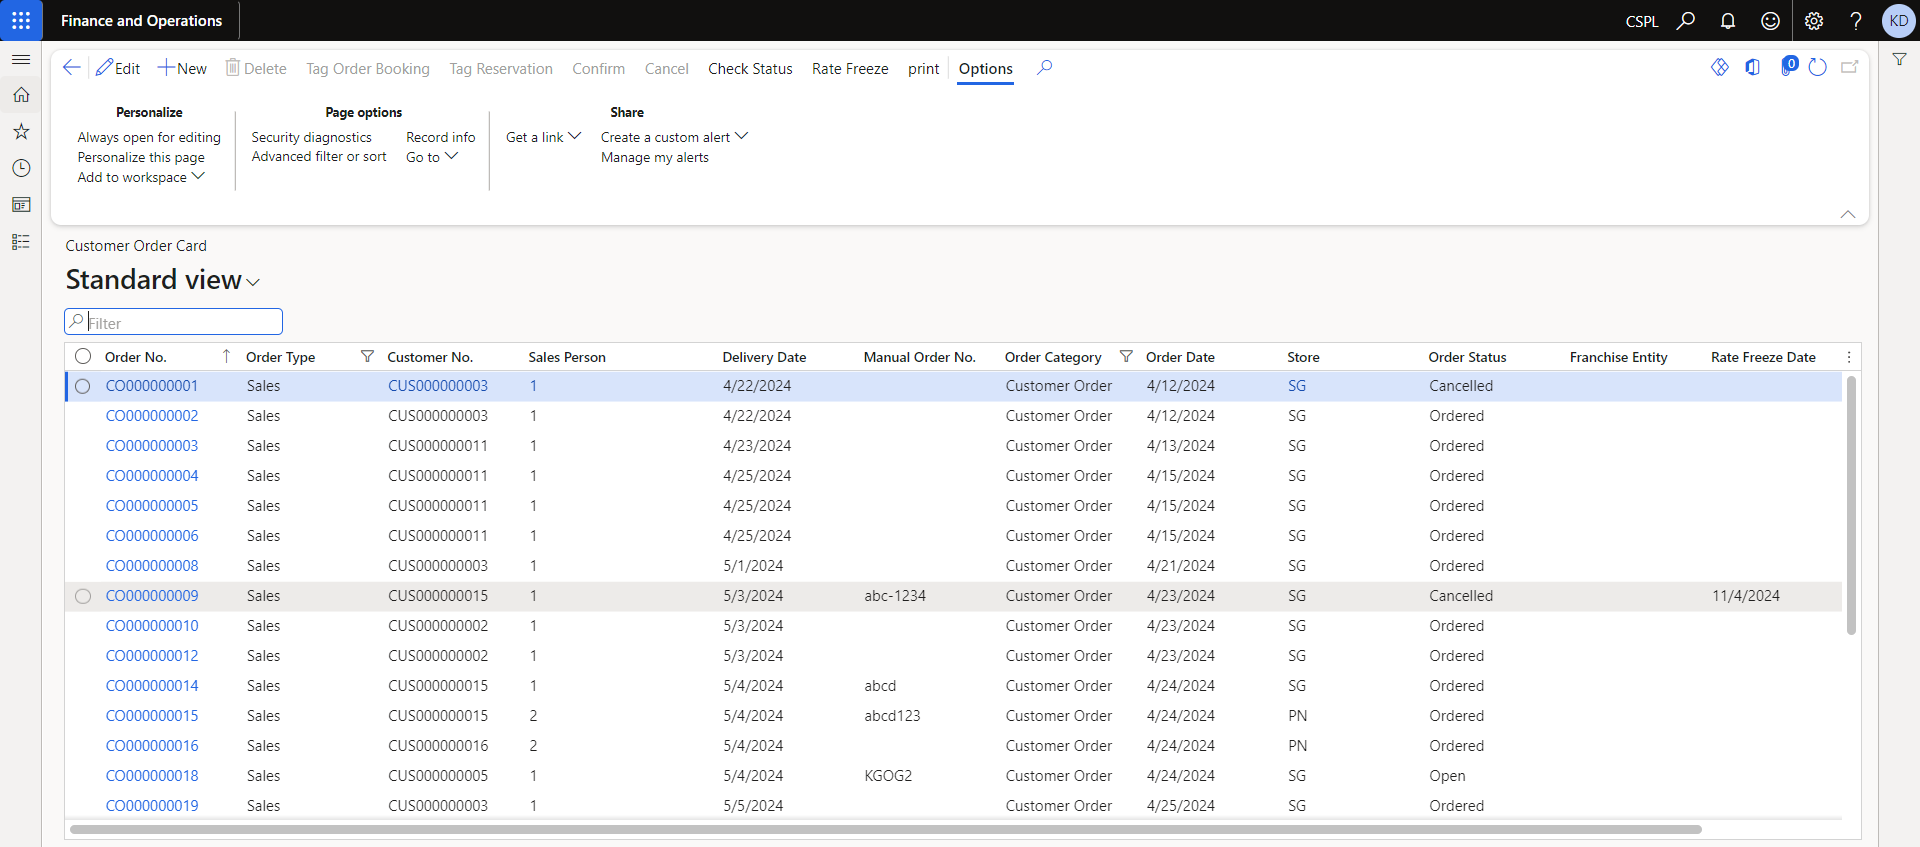 Finance and Operations
CSPL
KD
Edit New Delete Tag Order Booking Tag Reservation Confirm Cancel Check Status Rate Freeze print Options
0
Personalize
Always open for editing
Personalize this page
Add to workspace
Page options
Security diagnostics
Advanced filter or sort
Record info
Go to
Get a link
Share
Create a custom alert
Manage my alerts
Customer Order Card
Standard view
Filter
Order No. Order Type Customer No. Sales Person Delivery Date Manual Order No. Order Category Order Date Store Order Status Franchise Entity Rate Freeze Date
CO000000001 Sales CUS000000003 1 4/22/2024 Customer Order 4/12/2024 SG Cancelled
CO000000002 Sales CUS000000003 1 4/22/2024 Customer Order 4/12/2024 SG Ordered
CO000000003 Sales CUS000000011 1 4/23/2024 Customer Order 4/13/2024 SG Ordered
CO000000004 Sales CUS000000011 1 4/25/2024 Customer Order 4/15/2024 SG Ordered
CO000000005 Sales CUS000000011 1 4/25/2024 Customer Order 4/15/2024 SG Ordered
CO000000006 Sales CUS000000011 1 4/25/2024 Customer Order 4/15/2024 SG Ordered
CO000000008 Sales CUS000000003 1 5/1/2024 Customer Order 4/21/2024 SG Ordered
CO000000009 Sales CUS000000015 1 5/3/2024 abc-1234 Customer Order 4/23/2024 SG Cancelled 11/4/2024
CO000000010 Sales CUS000000002 1 5/3/2024 Customer Order 4/23/2024 SG Ordered
CO000000012 Sales CUS000000002 1 5/3/2024 Customer Order 4/23/2024 SG Ordered
CO000000014 Sales CUS000000015 1 5/4/2024 abcd Customer Order 4/24/2024 SG Ordered
CO000000015 Sales CUS000000015 2 5/4/2024 abcd123 Customer Order 4/24/2024 PN Ordered
CO000000016 Sales CUS000000016 2 5/4/2024 Customer Order 4/24/2024 PN Ordered
CO000000018 Sales CUS000000005 1 5/4/2024 KGOG2 Customer Order 4/24/2024 SG Open
CO000000019 Sales CUS000000003 1 5/5/2024 Customer Order 4/25/2024 SG Ordered